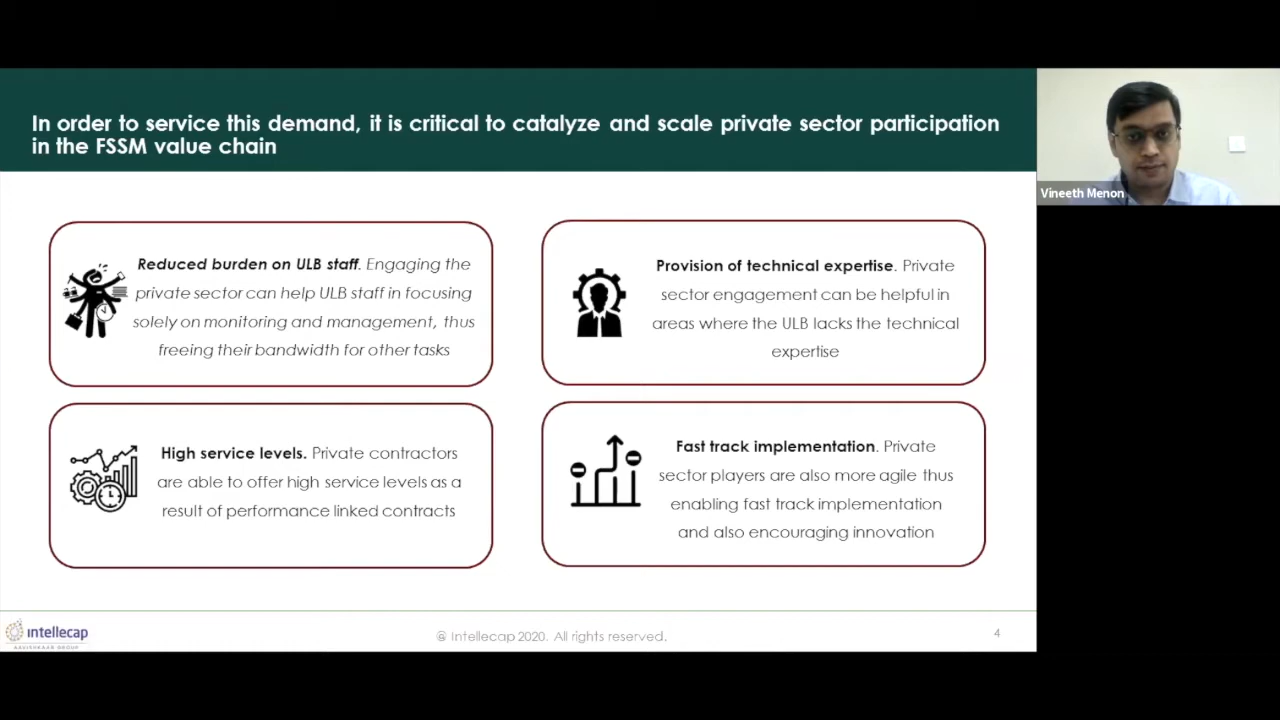 In order to service this demand, it is critical to catalyze and scale private sector participation
in the FSSM value chain
Vineeth Menon
Reduced burden on ULB staff. Engaging the
private sector can help ULB staff in focusing
solely on monitoring and management, thus
freeing their bandwidth for other tasks
Provision of technical expertise. Private
sector engagement can be helpful in
areas where the ULB lacks the technical
expertise
High service levels. Private contractors
are able to offer high service levels as a
result of performance linked contracts
Fast track implementation. Private
sector players are also more agile thus
enabling fast track implementation
and also encouraging innovation
intellecap
AAVISHKAAR GROUP
@ Intellecap 2020. All rights reserved.
4